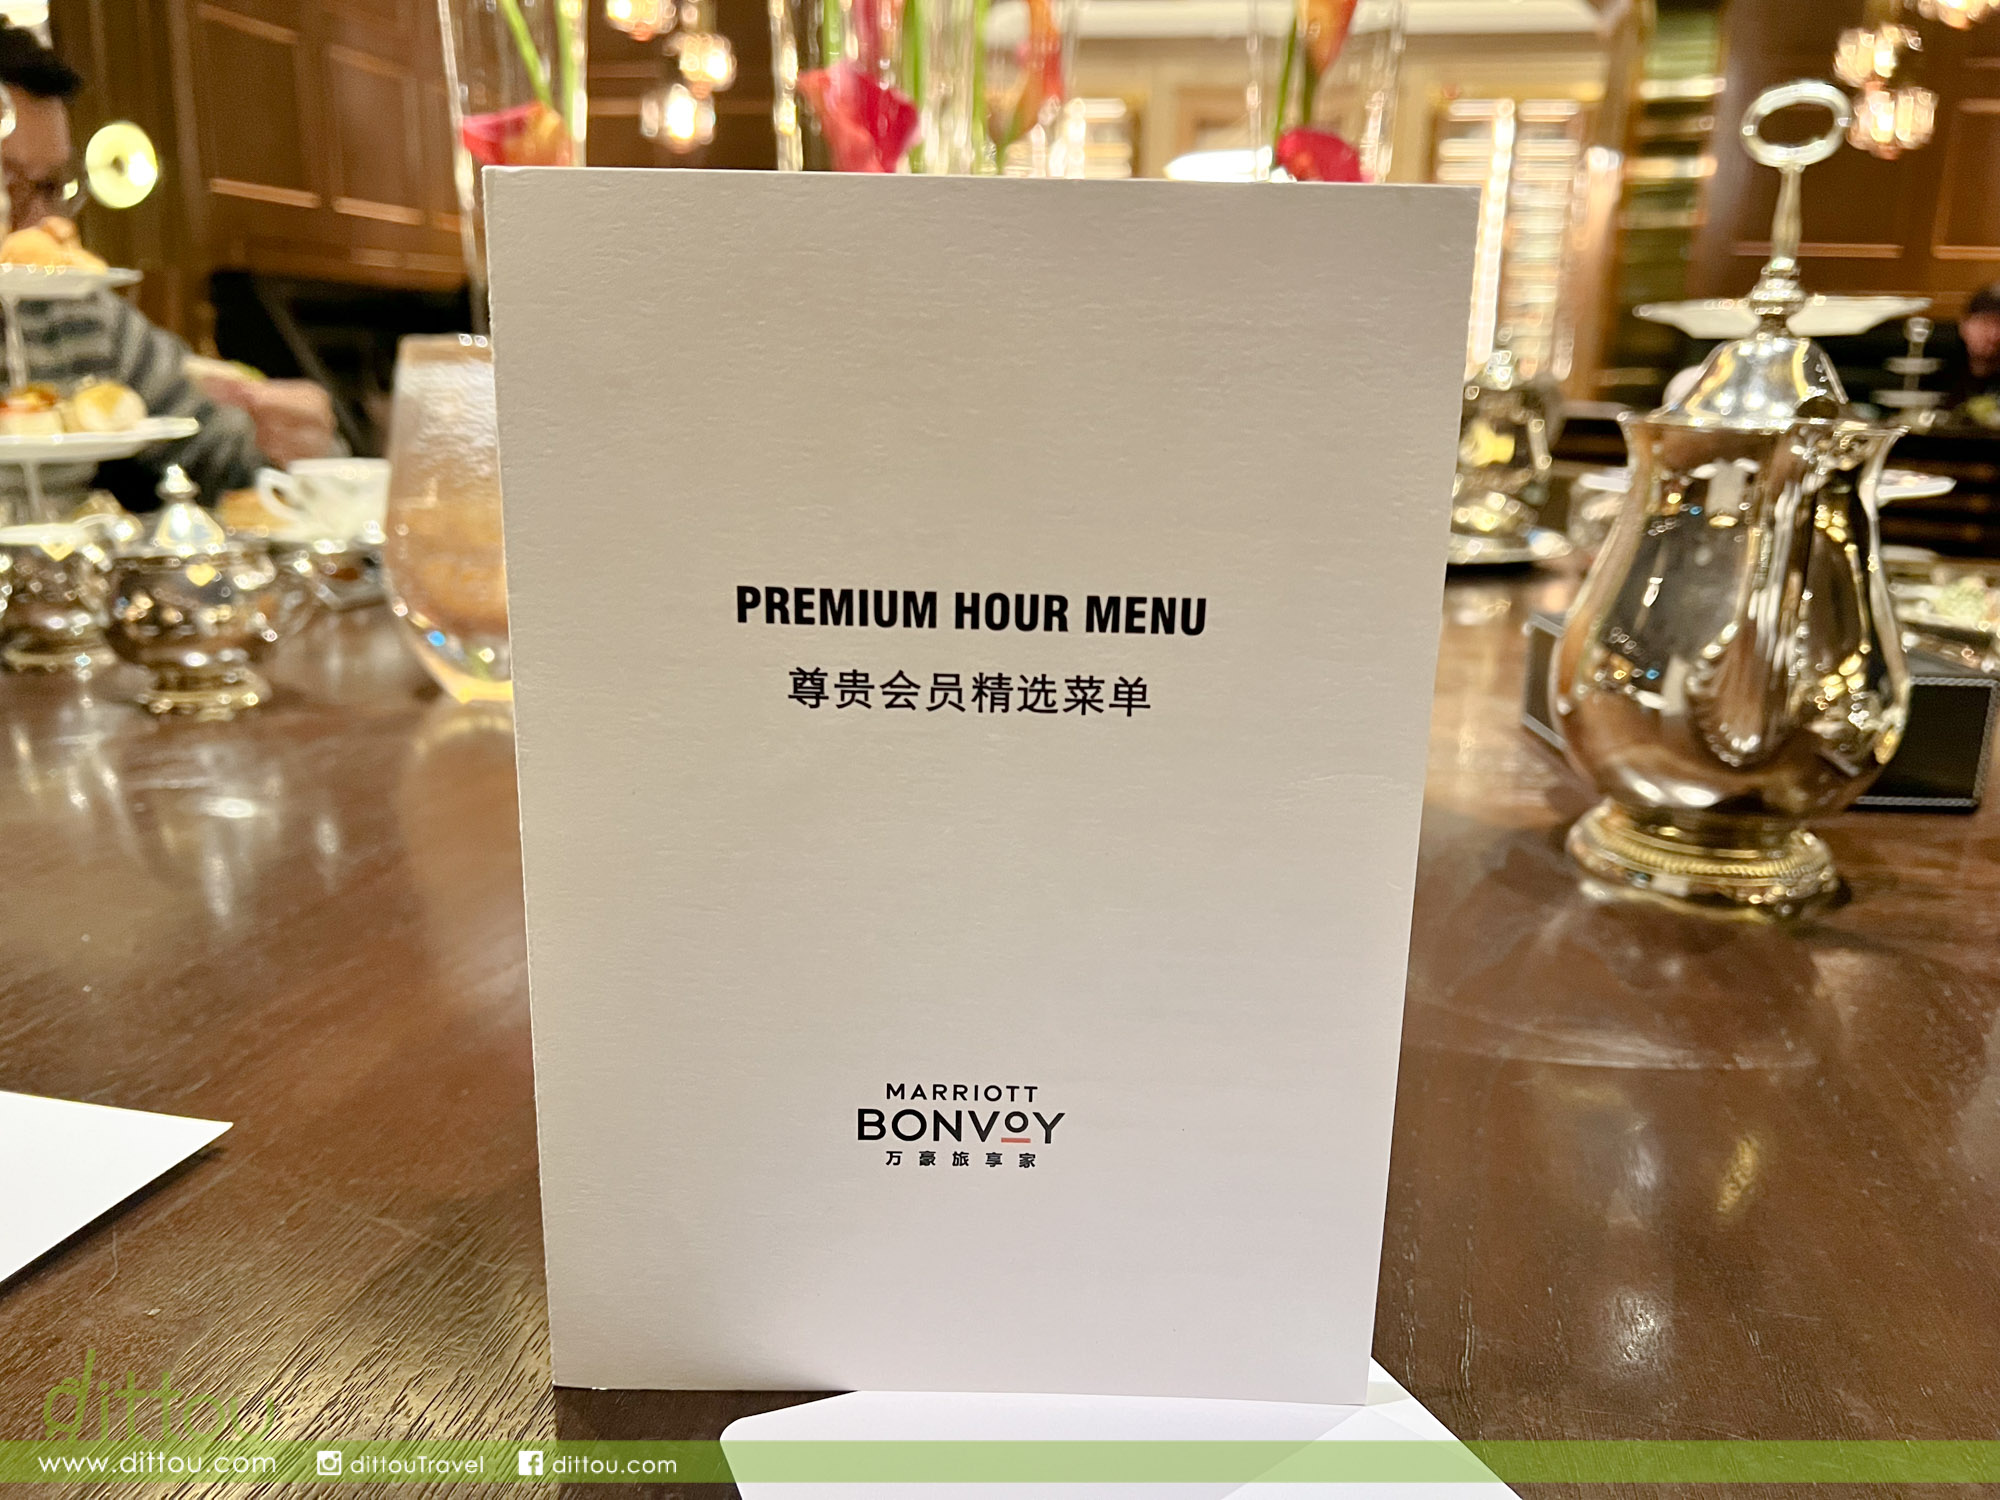 PREMIUM HOUR MENU
尊贵会员精选菜单
MARRIOTT
BONVOY
万豪旅享家
dittou
www.dittou.com dittouTravel dittou.com